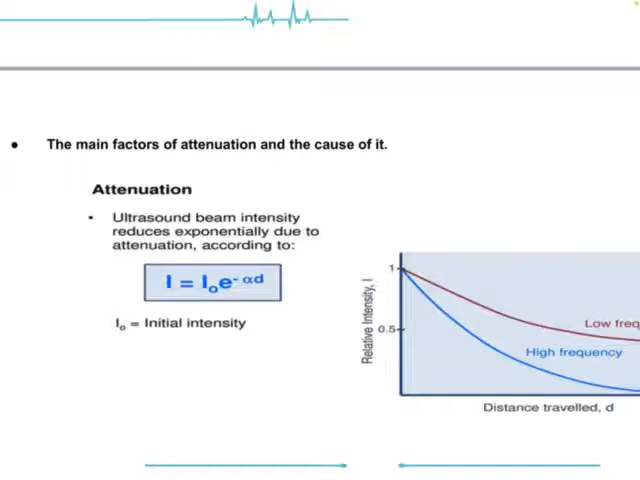 ● The main factors of attenuation and the cause of it.
Attenuation
• Ultrasound beam intensity
reduces exponentially due to
attenuation, according to:
I = I₀e⁻ αd
I₀ = Initial intensity
Relative Intensity, I
1
0.5
Low freq
High frequency
Distance travelled, d